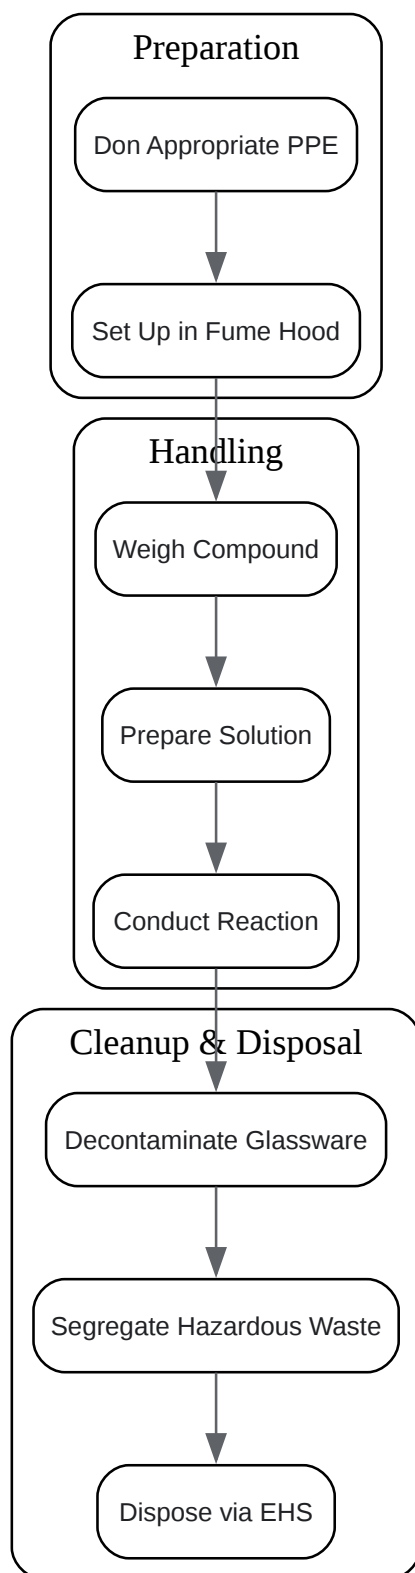 Preparation
Don Appropriate PPE
Set Up in Fume Hood
Handling
Weigh Compound
Prepare Solution
Conduct Reaction
Cleanup & Disposal
Decontaminate Glassware
Segregate Hazardous Waste
Dispose via EHS